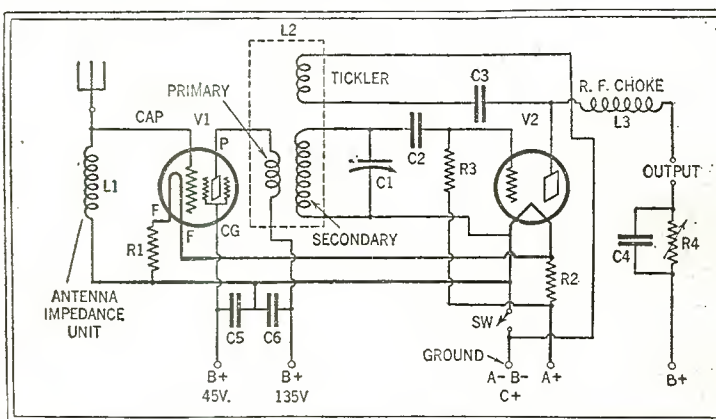 L2
TICKLER
C3
R. F. CHOKE
L3
PRIMARY
CAP
V1
P
V2
C2
R3
C1
L1
OUTPUT
F
F
CG
SECONDARY
R1
R2
C4
R4
ANTENNA
IMPEDANCE
UNIT
C5
C6
SW
GROUND
B+
45V.
B+
135V
A- B-
C+
A+
B+